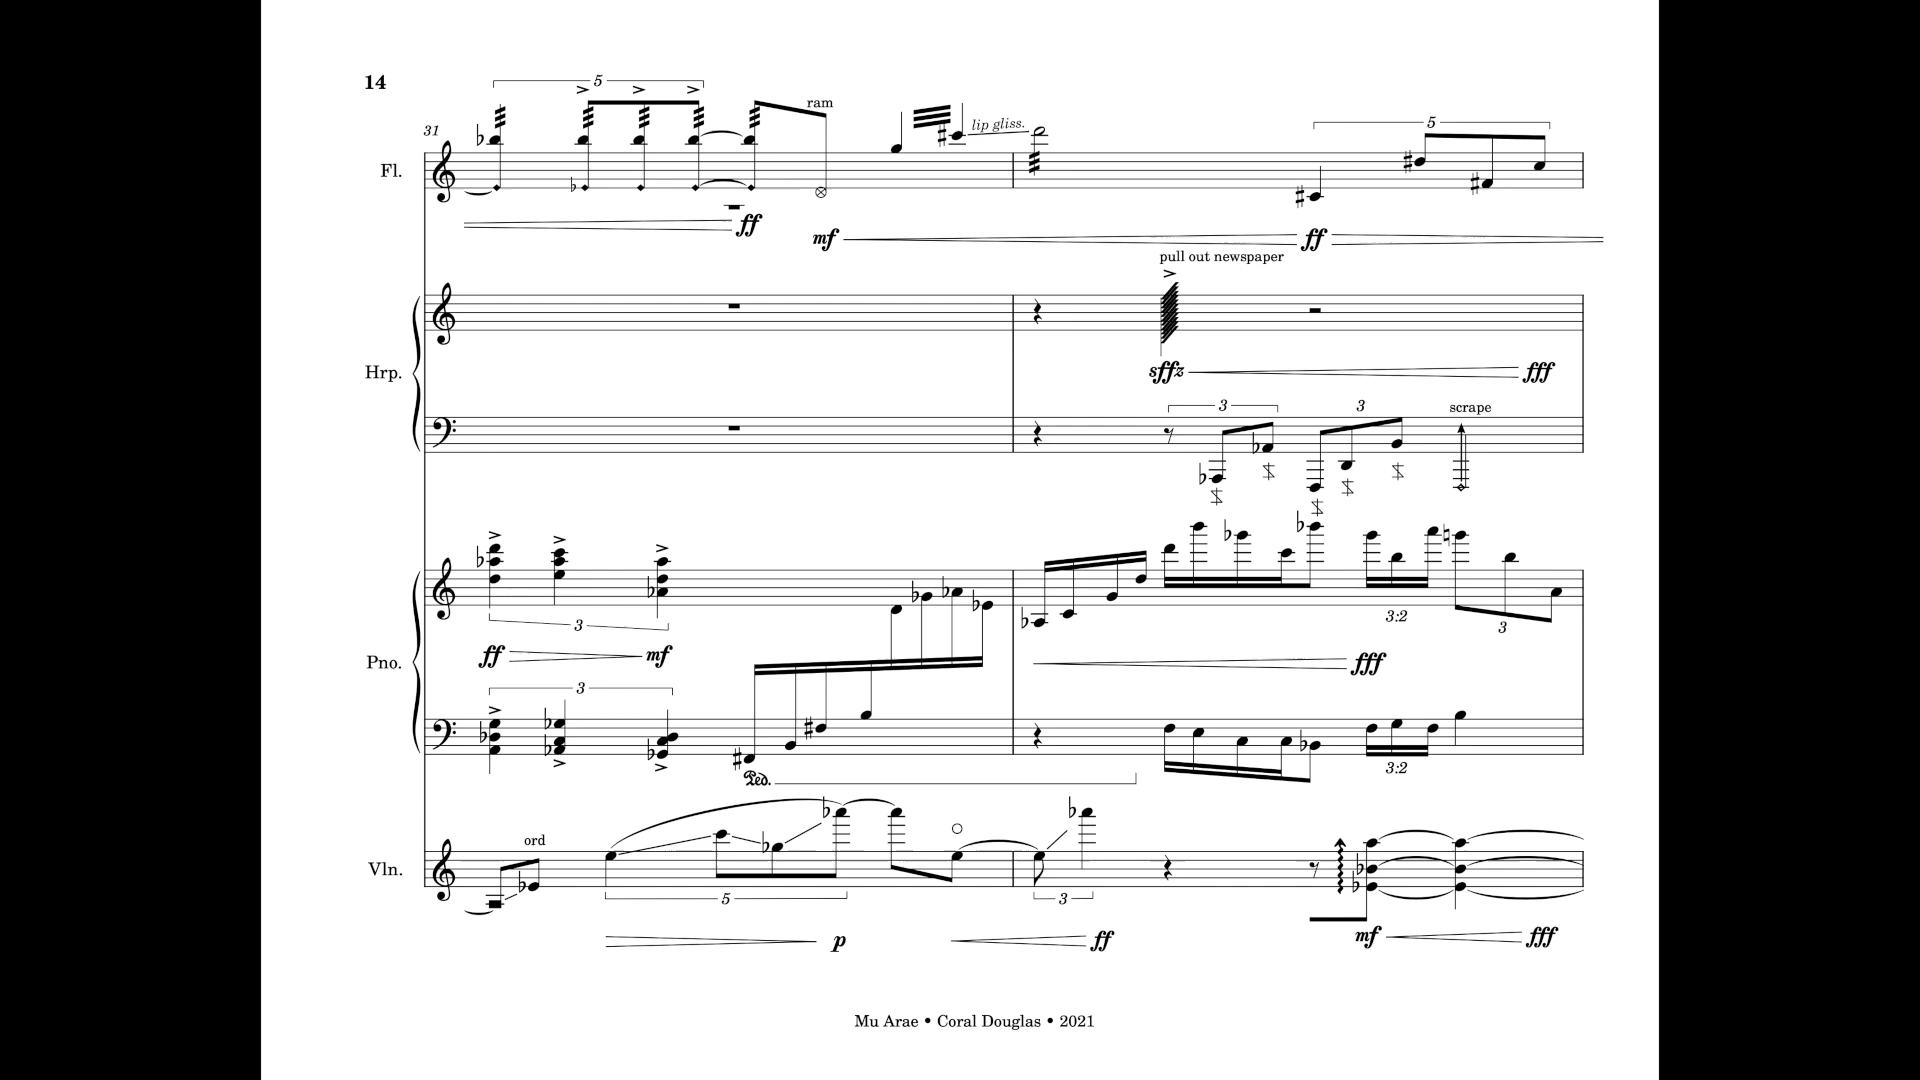 14
5
31
Fl.
ram
lip gliss.
5
ff
mf
ff
pull out newspaper
Hrp.
sffz
fff
3
3
scrape
Pno.
3
ff
mf
3:2
3
fff
3
Ped.
3:2
Vln.
ord
5
3
p
ff
mf
fff
Mu Arae • Coral Douglas • 2021